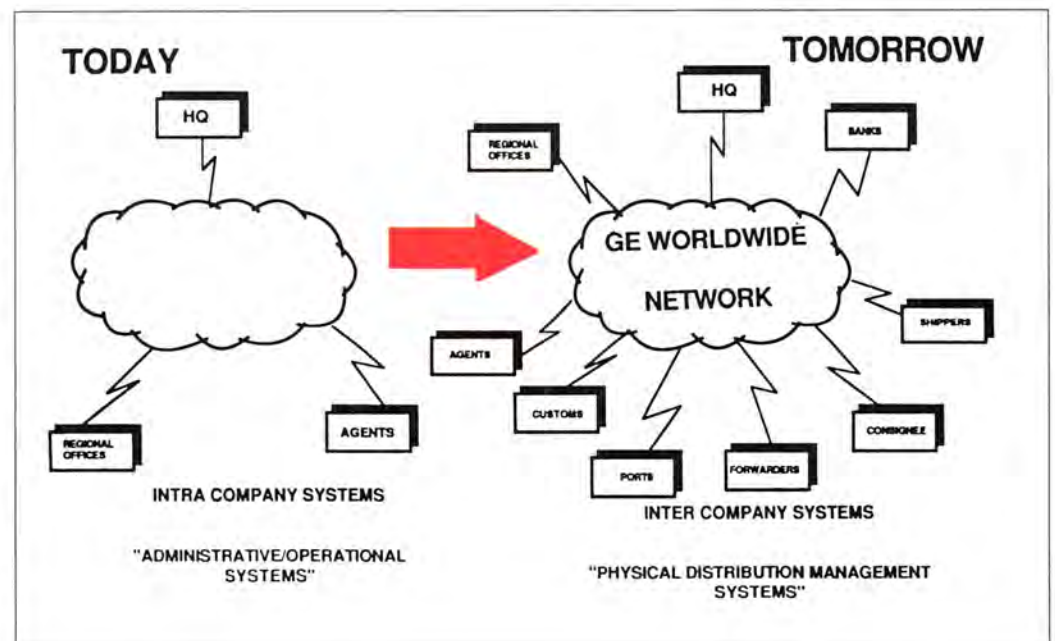 TODAY
HQ
REGIONAL
OFFICES
AGENTS
INTRA COMPANY SYSTEMS
"ADMINISTRATIVE/OPERATIONAL
SYSTEMS"
TOMORROW
HQ
REGIONAL
OFFICES
BANKS
GE WORLDWIDE
NETWORK
SHIPPERS
AGENTS
CUSTOMS
CONSIGNEE
PORTS
FORWARDERS
INTER COMPANY SYSTEMS
"PHYSICAL DISTRIBUTION MANAGEMENT
SYSTEMS"